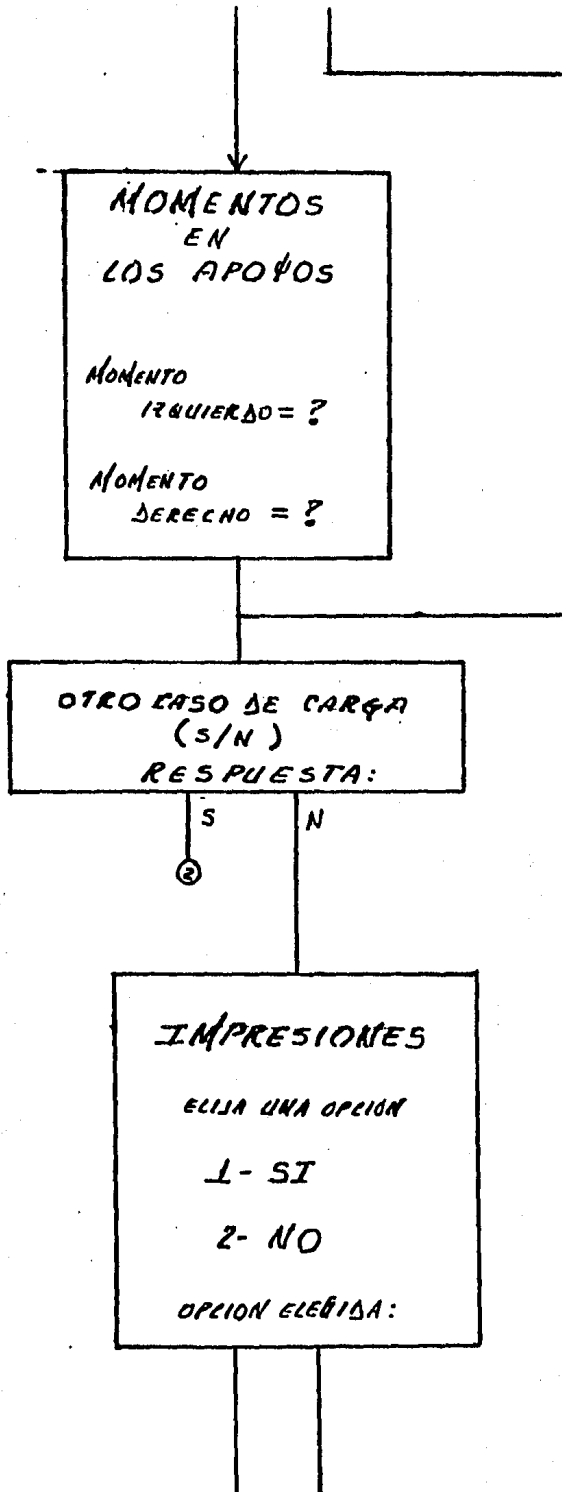 MOMENTOS
EN
LOS APOYOS
MOMENTO
IZQUIERDO = ?
MOMENTO
DERECHO = ?
OTRO CASO DE CARGA
(S/N)
RESPUESTA:
S N
2
IMPRESIONES
ELIJA UNA OPCIÓN
1- SI
2- NO
OPCION ELEGIDA: